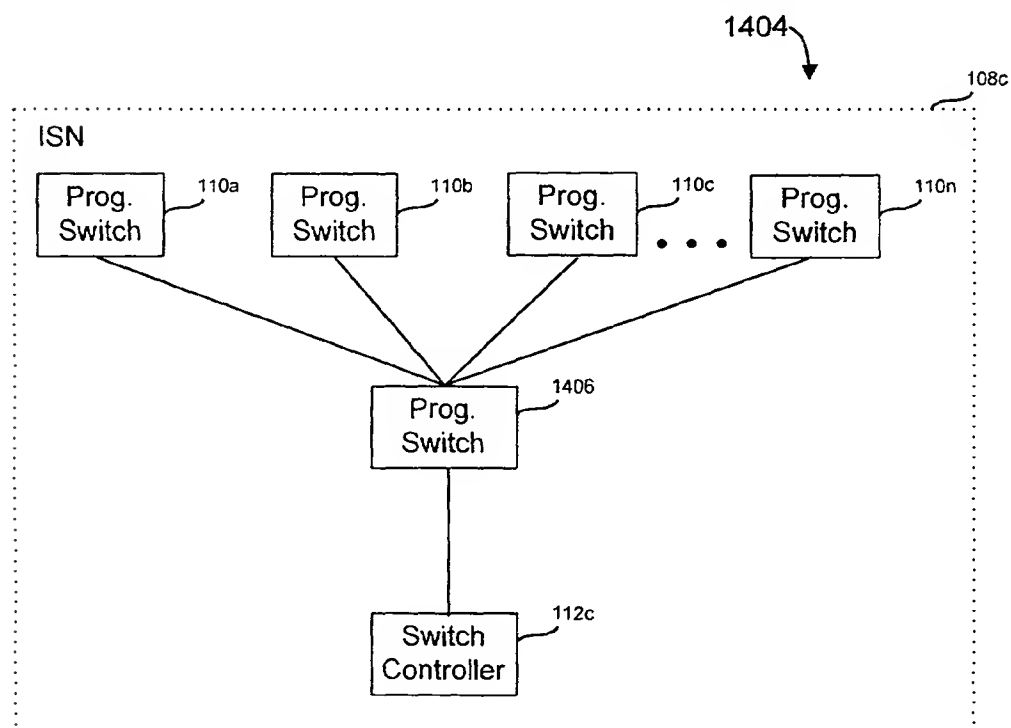 1404
108c
ISN
Prog.
Switch
110a
Prog.
Switch
110b
Prog.
Switch
110c
Prog.
Switch
110n
Prog.
Switch
1406
Switch
Controller
112c